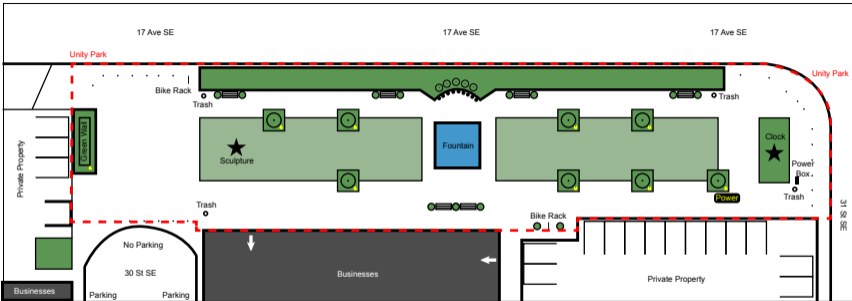 17 Ave SE
17 Ave SE
17 Ave SE
Unity Park
Unity Park
Bike Rack
Trash
Trash
Green Wall
Private Property
Sculpture
Fountain
Clock
Power
Box
Trash
Power
31 St SE
Trash
Bike Rack
No Parking
30 St SE
Parking
Parking
Businesses
Businesses
Private Property